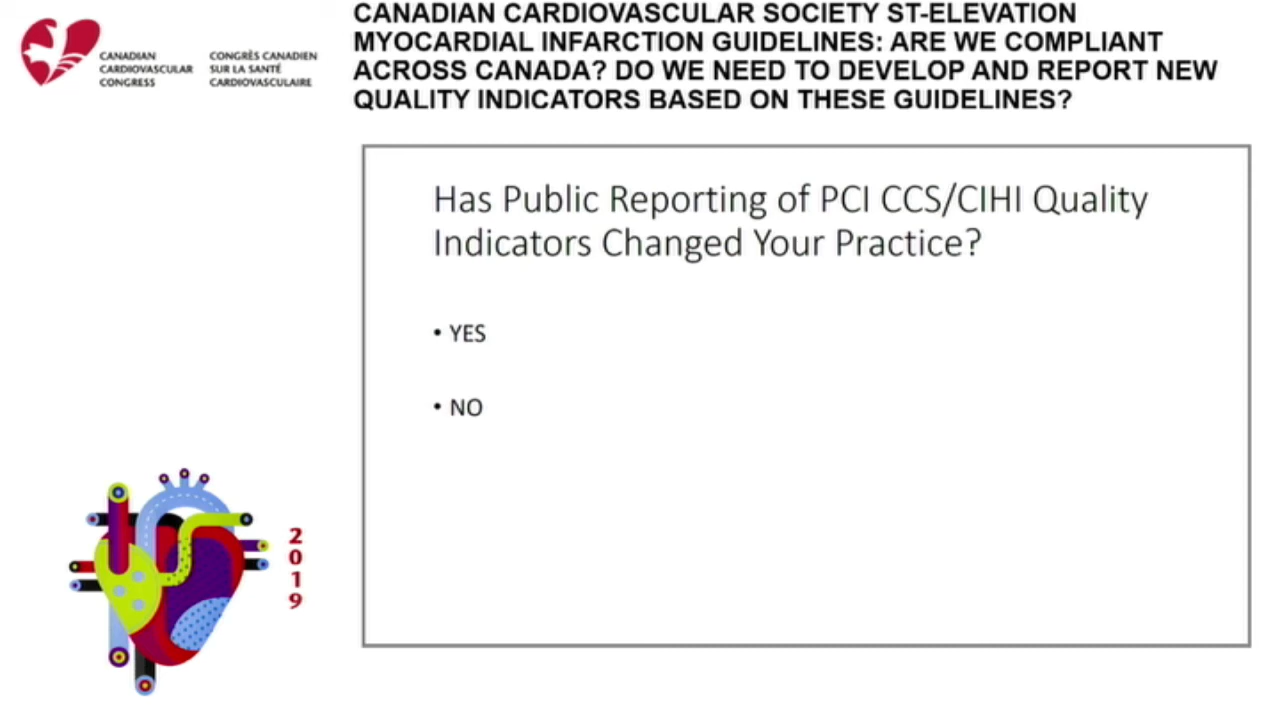 CANADIAN
CARDIOVASCULAR
CONGRESS
CONGRÈS CANADIEN
SUR LA SANTÉ
CARDIOVASCULAIRE
CANADIAN CARDIOVASCULAR SOCIETY ST-ELEVATION
MYOCARDIAL INFARCTION GUIDELINES: ARE WE COMPLIANT
ACROSS CANADA? DO WE NEED TO DEVELOP AND REPORT NEW
QUALITY INDICATORS BASED ON THESE GUIDELINES?
Has Public Reporting of PCI CCS/CIHI Quality
Indicators Changed Your Practice?
• YES
• NO
2
0
1
9